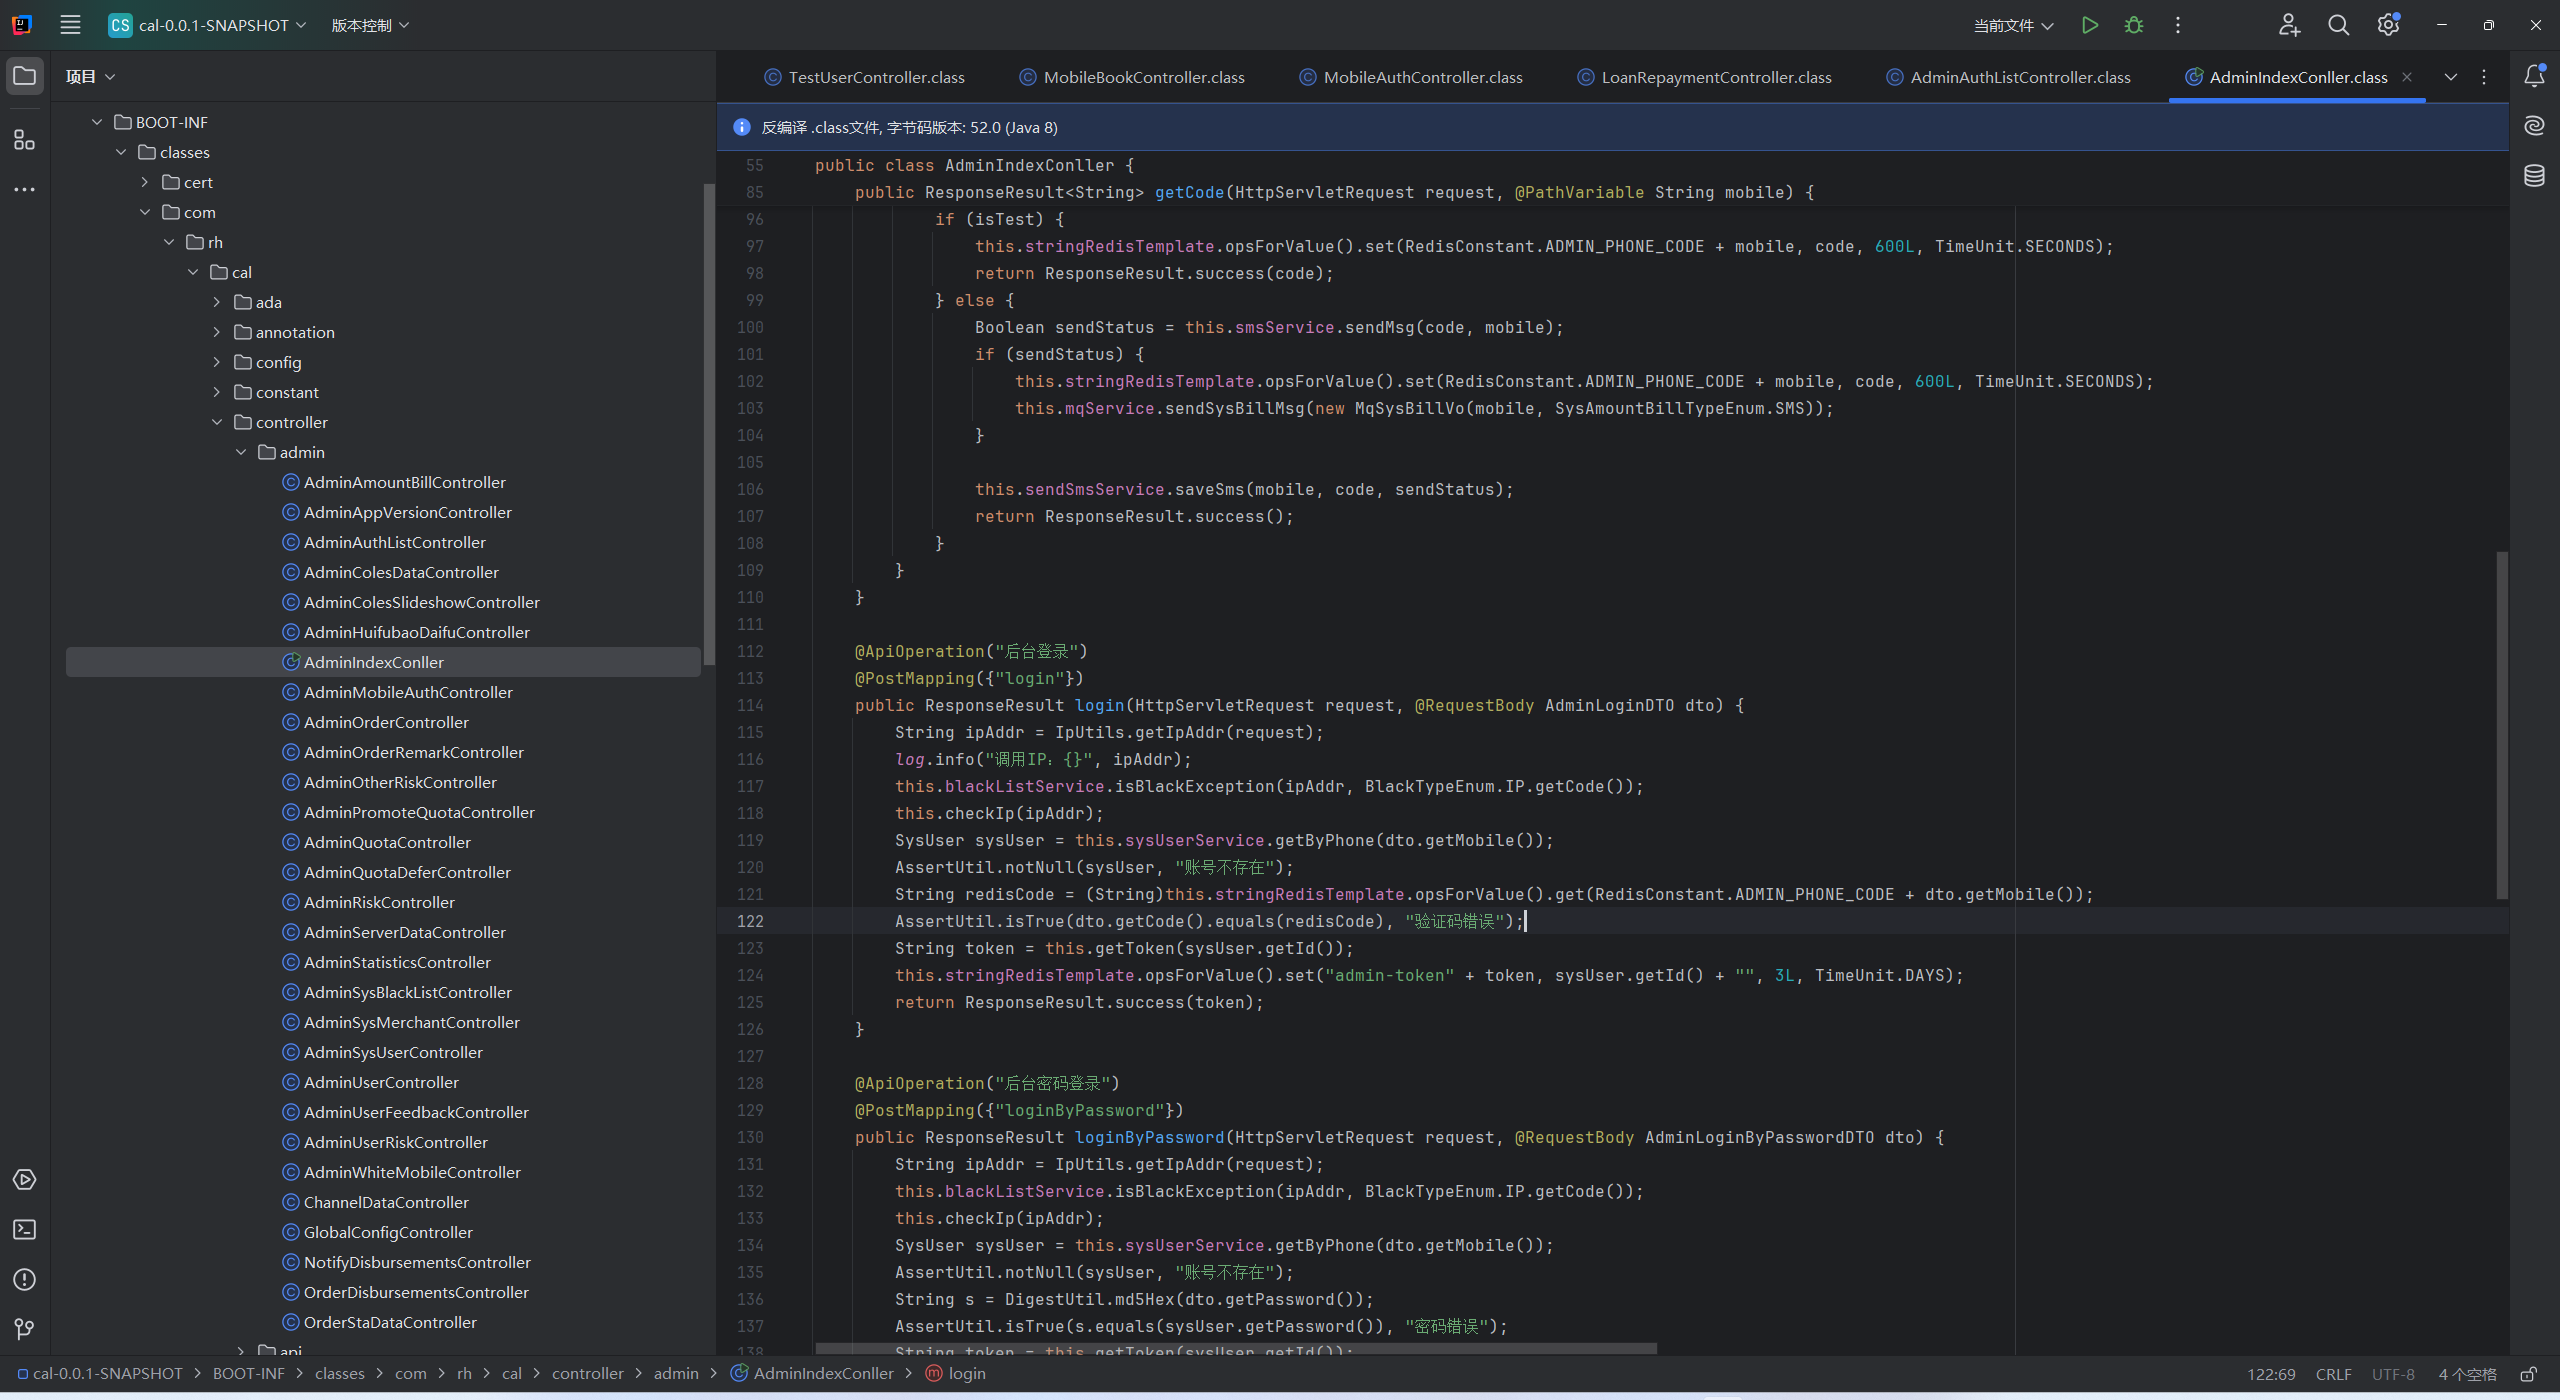 cal-0.0.1-SNAPSHOT 版本控制 当前文件
项目
BOOT-INF
classes
cert
com
rh
cal
ada
annotation
config
constant
controller
admin
AdminAmountBillController
AdminAppVersionController
AdminAuthListController
AdminColesDataController
AdminColesSlideshowController
AdminHuifubaoDaifuController
AdminIndexConller
AdminMobileAuthController
AdminOrderController
AdminOrderRemarkController
AdminOtherRiskController
AdminPromoteQuotaController
AdminQuotaController
AdminQuotaDeferController
AdminRiskController
AdminServerDataController
AdminStatisticsController
AdminSysBlackListController
AdminSysMerchantController
AdminSysUserController
AdminUserController
AdminUserFeedbackController
AdminUserRiskController
AdminWhiteMobileController
ChannelDataController
GlobalConfigController
NotifyDisbursementsController
OrderDisbursementsController
OrderStaDataController
api
TestUserController.class MobileBookController.class MobileAuthController.class LoanRepaymentController.class AdminAuthListController.class AdminIndexConller.class
反编译 .class文件, 字节码版本: 52.0 (Java 8)
55 public class AdminIndexConller {
85 public ResponseResult<String> getCode(HttpServletRequest request, @PathVariable String mobile) {
96 if (isTest) {
97 this.stringRedisTemplate.opsForValue().set(RedisConstant.ADMIN_PHONE_CODE + mobile, code, 600L, TimeUnit.SECONDS);
98 return ResponseResult.success(code);
99 } else {
100 Boolean sendStatus = this.smsService.sendMsg(code, mobile);
101 if (sendStatus) {
102 this.stringRedisTemplate.opsForValue().set(RedisConstant.ADMIN_PHONE_CODE + mobile, code, 600L, TimeUnit.SECONDS);
103 this.mqService.sendSysBillMsg(new MqSysBillVo(mobile, SysAmountBillTypeEnum.SMS));
104 }
105
106 this.sendSmsService.saveSms(mobile, code, sendStatus);
107 return ResponseResult.success();
108 }
109 }
110 }
111
112 @ApiOperation("后台登录")
113 @PostMapping({"login"})
114 public ResponseResult login(HttpServletRequest request, @RequestBody AdminLoginDTO dto) {
115 String ipAddr = IpUtils.getIpAddr(request);
116 log.info("调用IP：{}", ipAddr);
117 this.blackListService.isBlackException(ipAddr, BlackTypeEnum.IP.getCode());
118 this.checkIp(ipAddr);
119 SysUser sysUser = this.sysUserService.getByPhone(dto.getMobile());
120 AssertUtil.notNull(sysUser, "账号不存在");
121 String redisCode = (String)this.stringRedisTemplate.opsForValue().get(RedisConstant.ADMIN_PHONE_CODE + dto.getMobile());
122 AssertUtil.isTrue(dto.getCode().equals(redisCode), "验证码错误");
123 String token = this.getToken(sysUser.getId());
124 this.stringRedisTemplate.opsForValue().set("admin-token" + token, sysUser.getId() + "", 3L, TimeUnit.DAYS);
125 return ResponseResult.success(token);
126 }
127
128 @ApiOperation("后台密码登录")
129 @PostMapping({"loginByPassword"})
130 public ResponseResult loginByPassword(HttpServletRequest request, @RequestBody AdminLoginByPasswordDTO dto) {
131 String ipAddr = IpUtils.getIpAddr(request);
132 this.blackListService.isBlackException(ipAddr, BlackTypeEnum.IP.getCode());
133 this.checkIp(ipAddr);
134 SysUser sysUser = this.sysUserService.getByPhone(dto.getMobile());
135 AssertUtil.notNull(sysUser, "账号不存在");
136 String s = DigestUtil.md5Hex(dto.getPassword());
137 AssertUtil.isTrue(s.equals(sysUser.getPassword()), "密码错误");
138 String token = this.getToken(sysUser.getId());
cal-0.0.1-SNAPSHOT > BOOT-INF > classes > com > rh > cal > controller > admin > AdminIndexConller > login 122:69 CRLF UTF-8 4 个空格